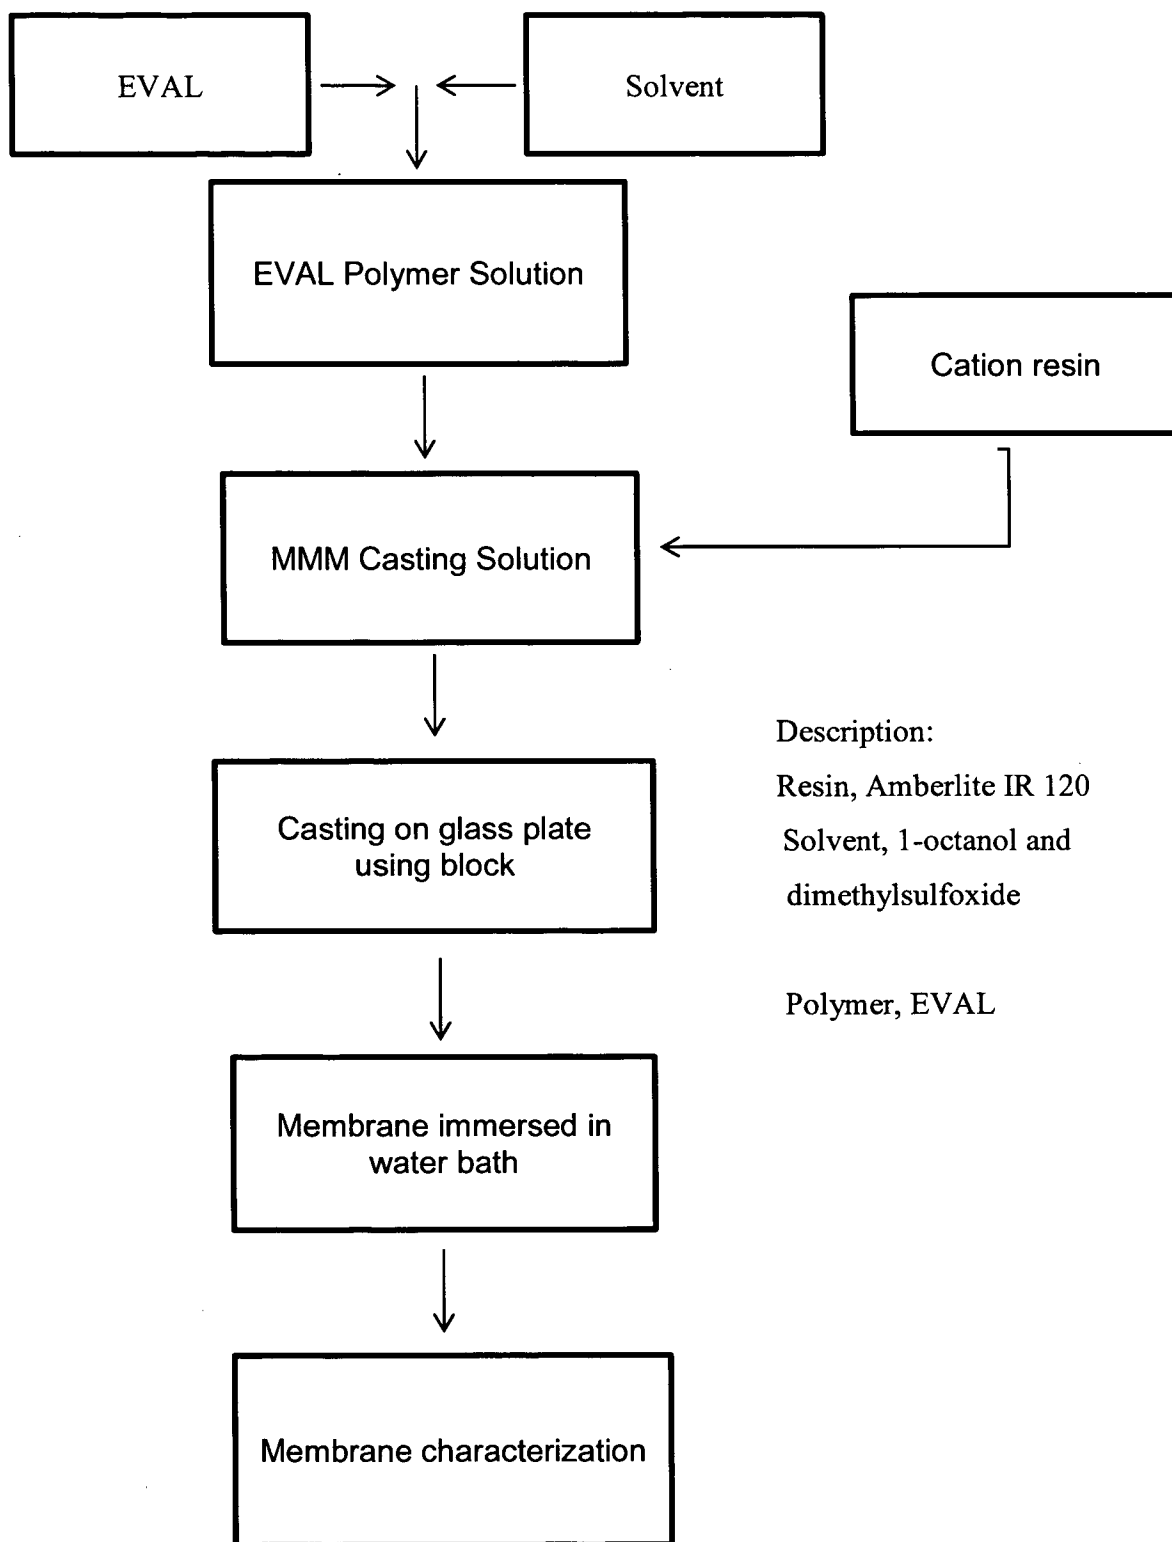 EVAL
Solvent
EVAL Polymer Solution
Cation resin
MMM Casting Solution
Description:
Resin, Amberlite IR 120
Solvent, 1-octanol and
dimethylsulfoxide
Polymer, EVAL
Casting on glass plate
using block
Membrane immersed in
water bath
Membrane characterization